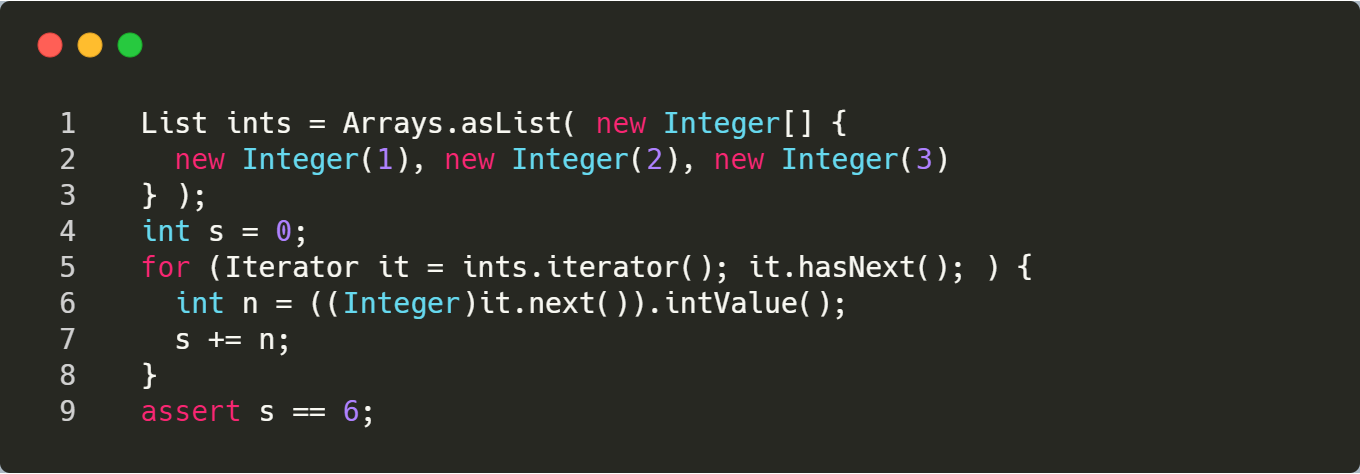 1 List ints = Arrays.asList( new Integer[] {
2 new Integer(1), new Integer(2), new Integer(3)
3 } );
4 int s = 0;
5 for (Iterator it = ints.iterator(); it.hasNext(); ) {
6 int n = ((Integer)it.next()).intValue();
7 s += n;
8 }
9 assert s == 6;